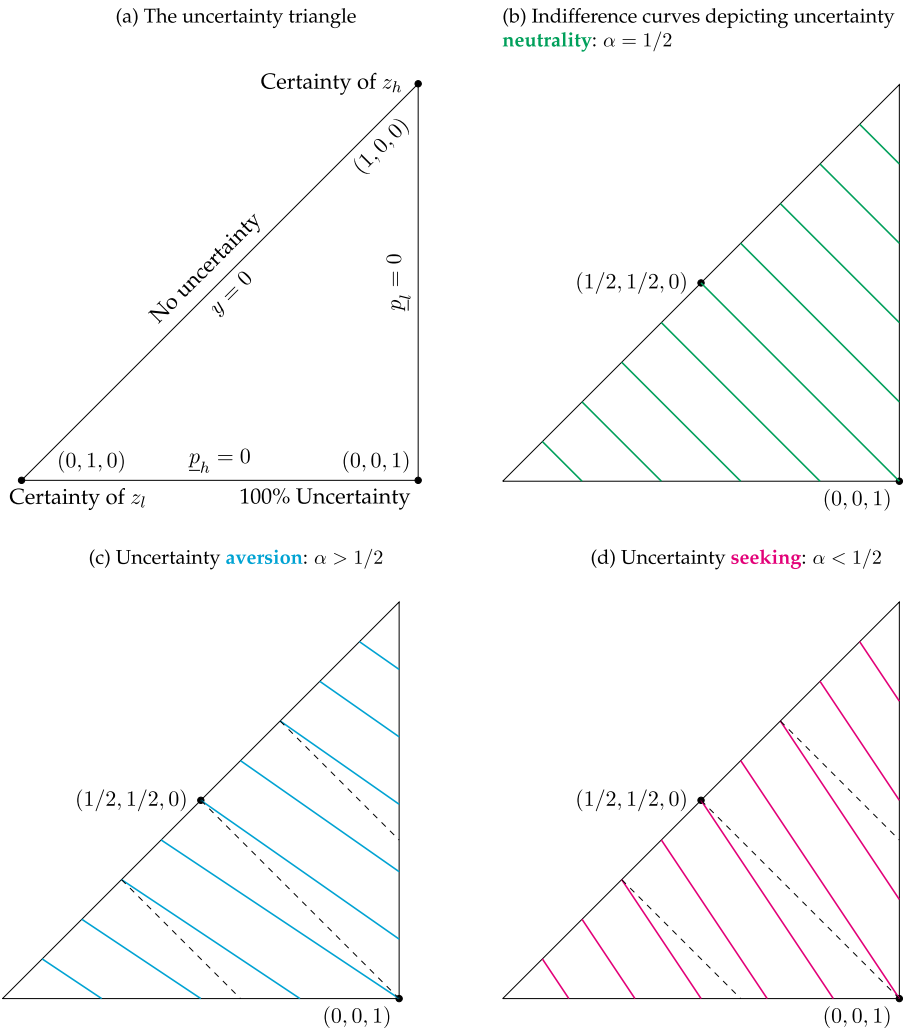 (a) The uncertainty triangle
Certainty of z_h
(1, 0, 0)
No uncertainty
y = 0
p̲_l = 0
(0, 1, 0)
p̲_h = 0
(0, 0, 1)
Certainty of z_l
100% Uncertainty
(b) Indifference curves depicting uncertainty
neutrality: α = 1/2
(1/2, 1/2, 0)
(0, 0, 1)
(c) Uncertainty aversion: α > 1/2
(1/2, 1/2, 0)
(0, 0, 1)
(d) Uncertainty seeking: α < 1/2
(1/2, 1/2, 0)
(0, 0, 1)